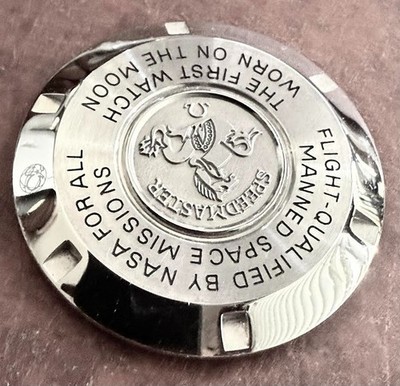 FLIGHT-QUALIFIED BY NASA FOR ALL
MANNED SPACE MISSIONS
THE FIRST WATCH
WORN ON THE MOON
Ω
SPEEDMASTER